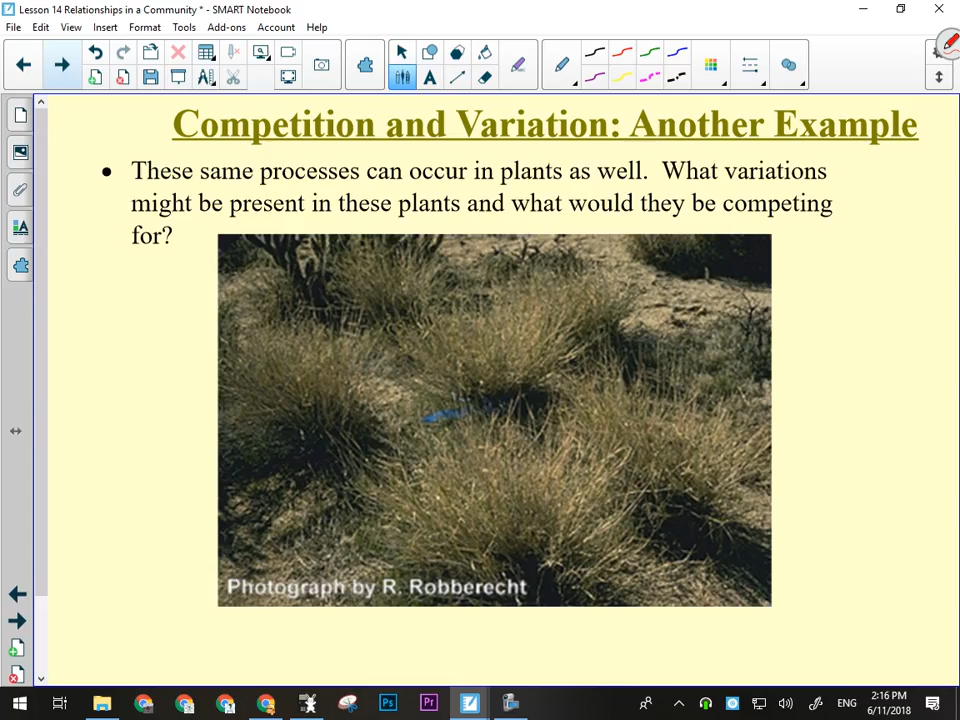 Lesson 14 Relationships in a Community * - SMART Notebook
File Edit View Insert Format Tools Add-ons Account Help
Competition and Variation: Another Example
• These same processes can occur in plants as well. What variations
might be present in these plants and what would they be competing
for?
Photograph by R. Robberecht
2:16 PM
ENG
6/11/2018